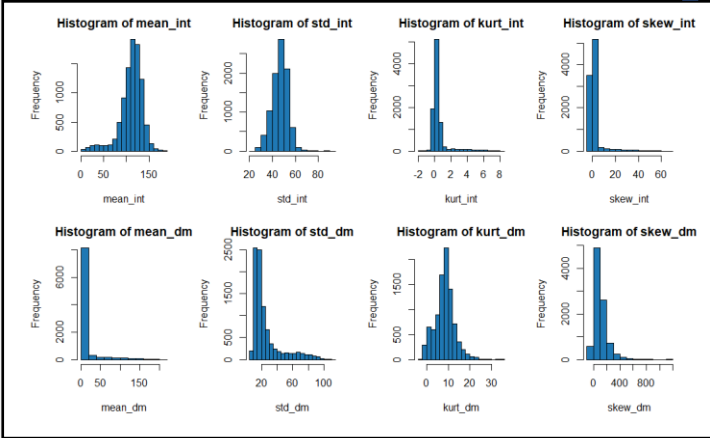 Histogram of mean_int
Histogram of std_int
Histogram of kurt_int
Histogram of skew_int
Frequency
0
500
1500
0 50 150
mean_int
Frequency
0
1000
2000
20 40 60 80
std_int
Frequency
0
2000
4000
-2 0 2 4 6 8
kurt_int
Frequency
0
2000
4000
0 20 40 60
skew_int
Histogram of mean_dm
Histogram of std_dm
Histogram of kurt_dm
Histogram of skew_dm
Frequency
0
2000
6000
0 50 150
mean_dm
Frequency
0
500
1500
2500
20 60 100
std_dm
Frequency
0
500
1500
0 10 20 30
kurt_dm
Frequency
0
2000
4000
0 400 800
skew_dm